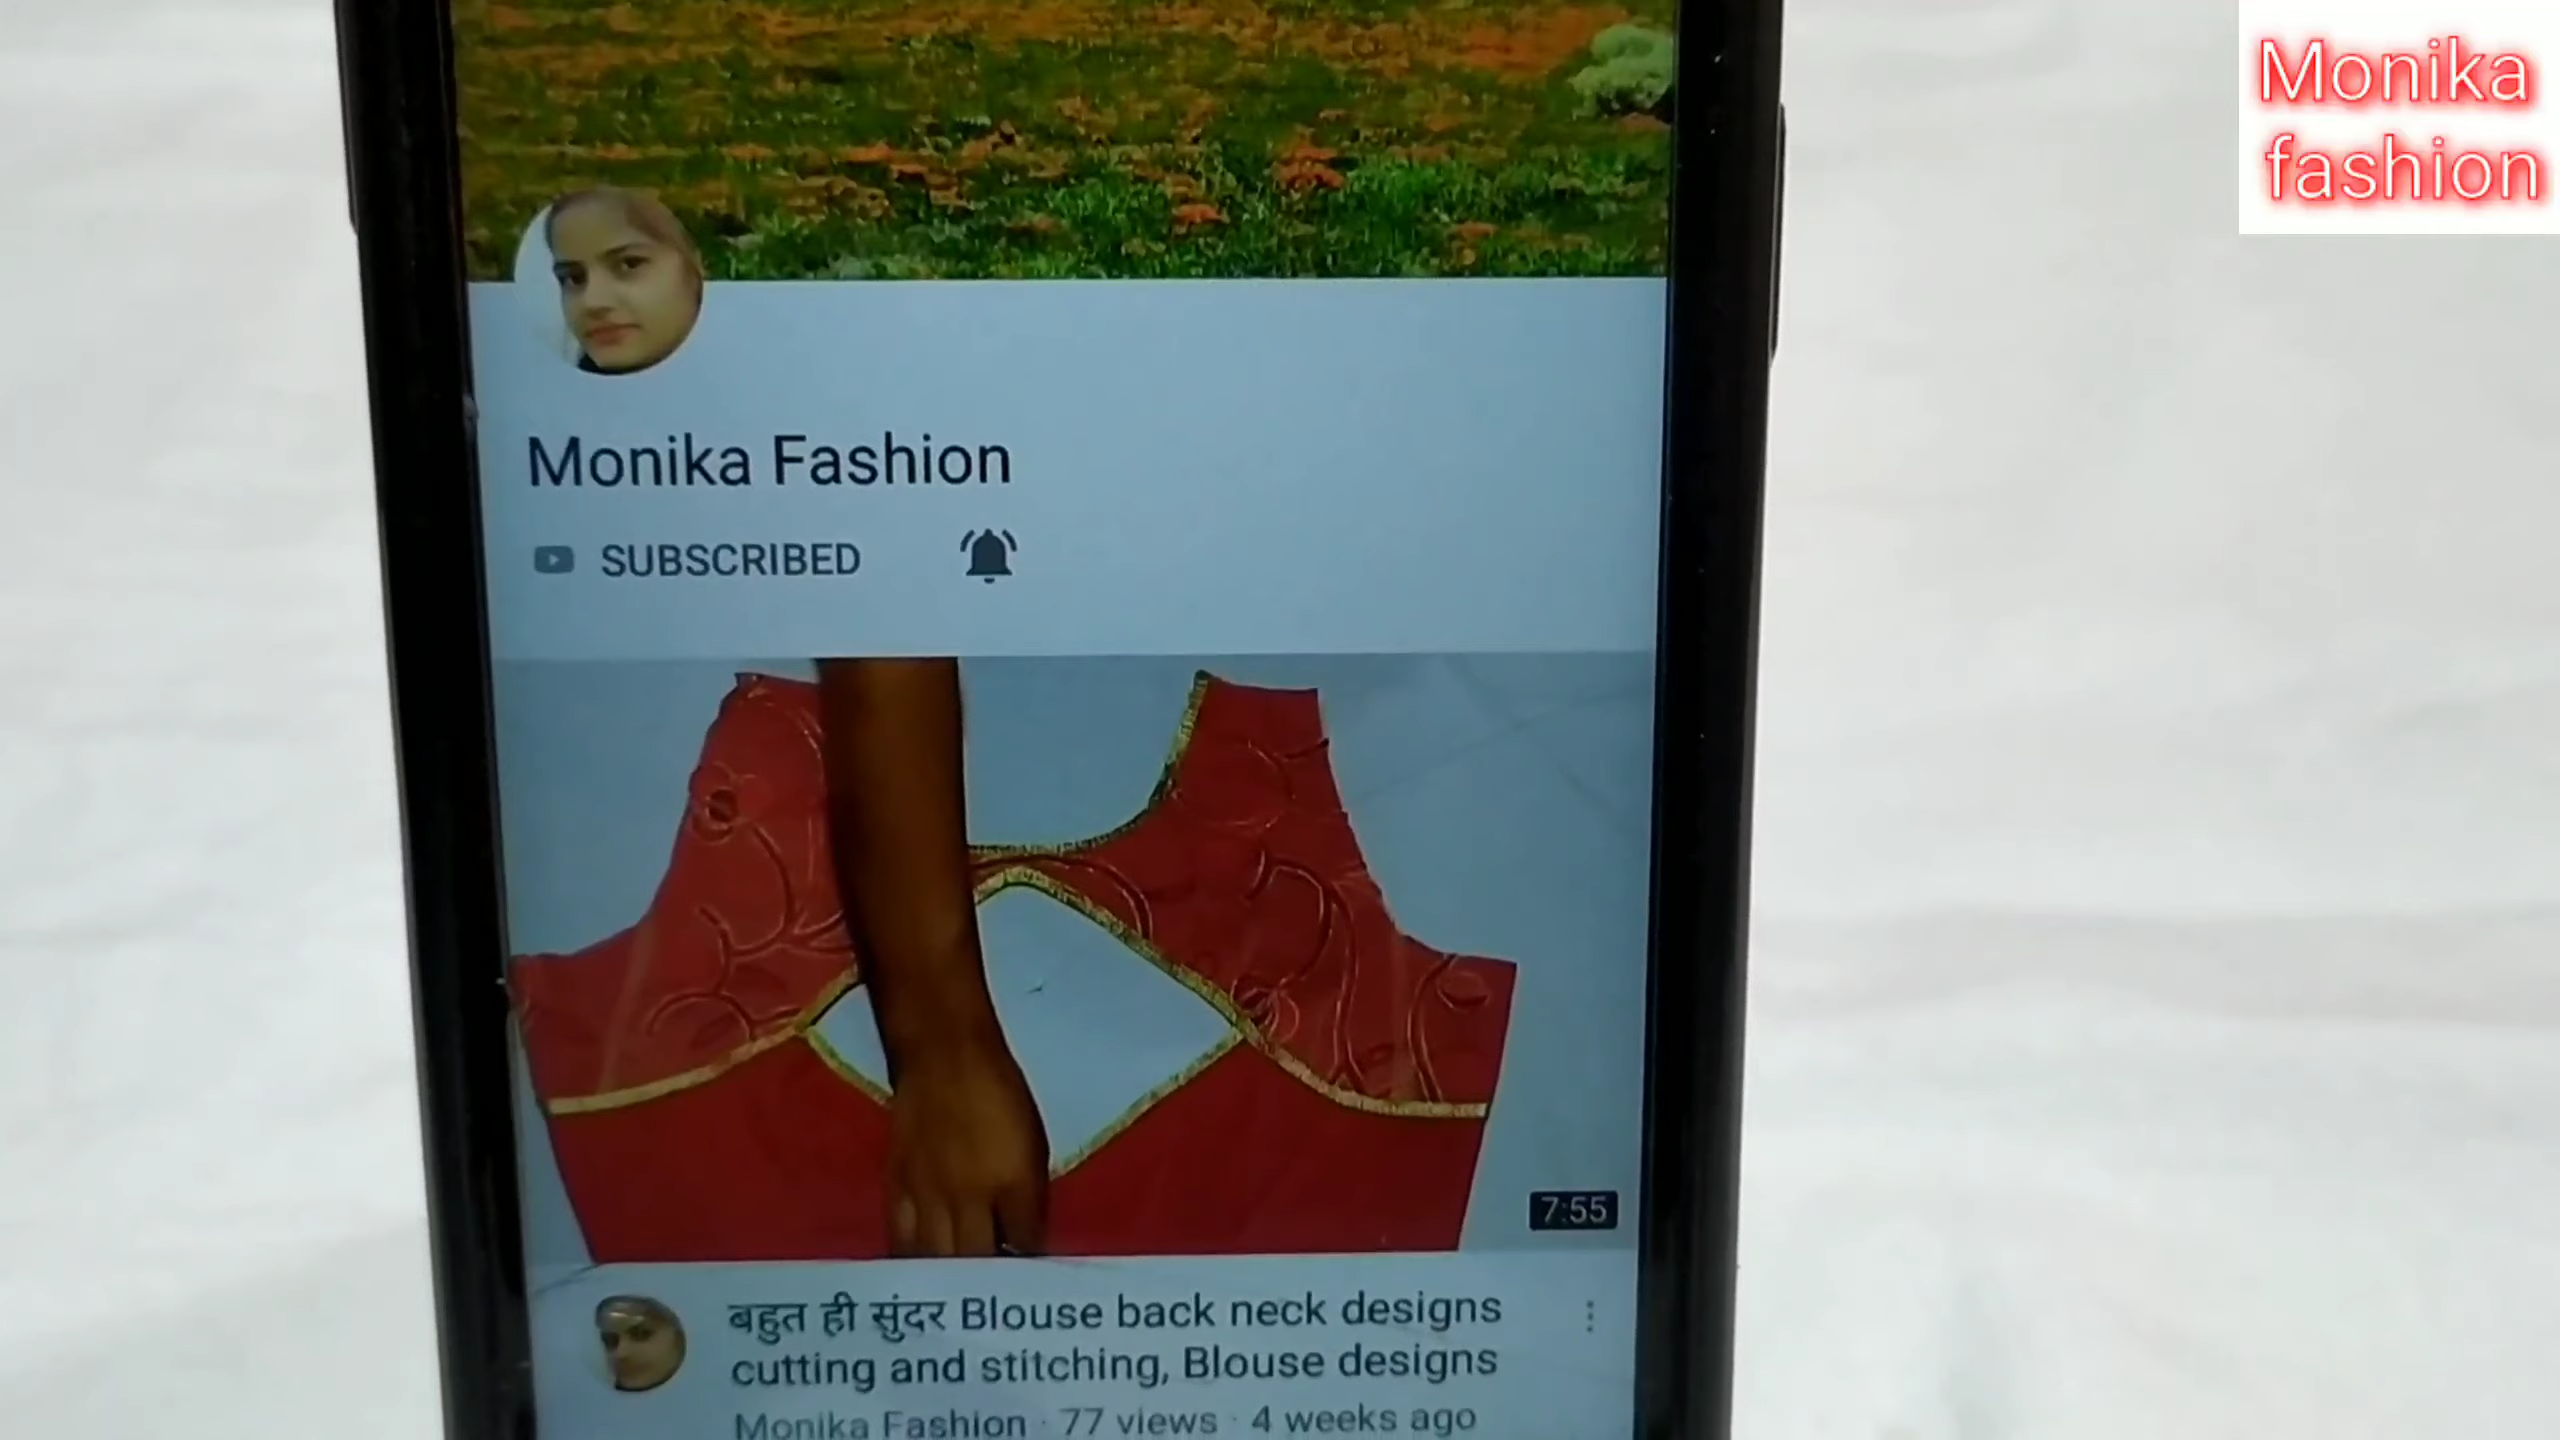 Monika
fashion
Monika Fashion
SUBSCRIBED
7:55
बहुत ही सुंदर Blouse back neck designs
cutting and stitching, Blouse designs
Monika Fashion · 77 views · 4 weeks ago